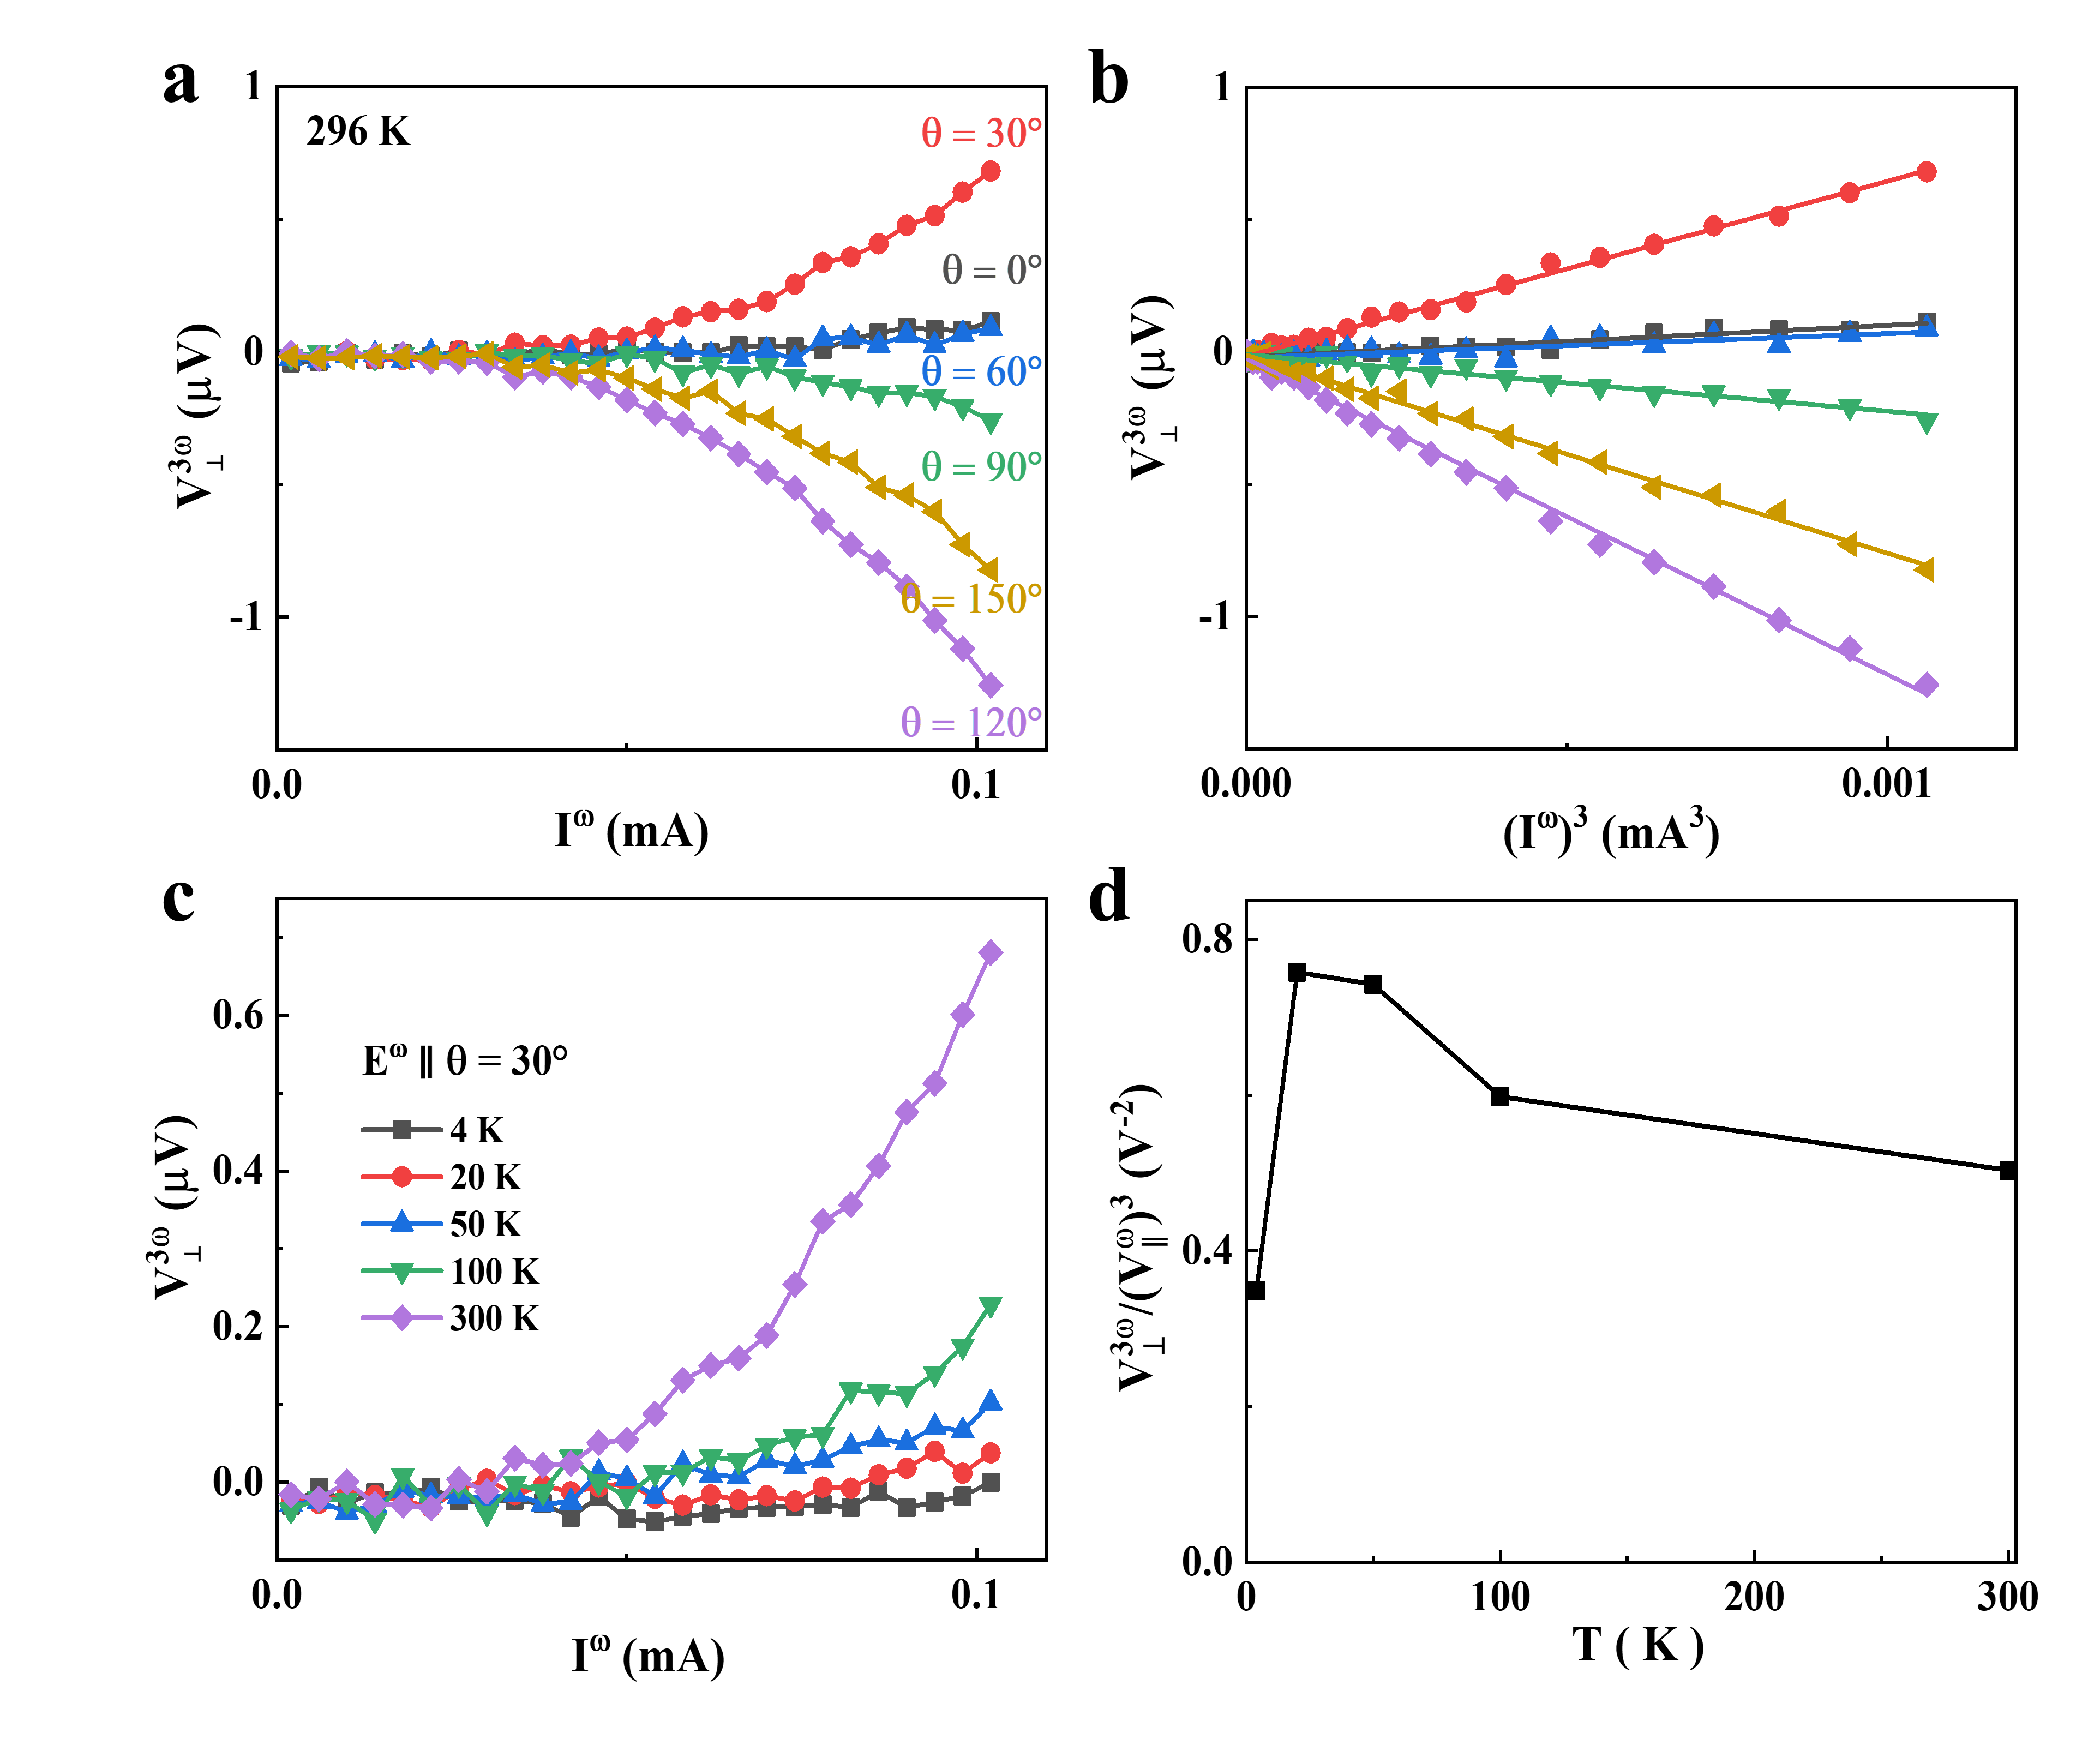 a
296 K
θ = 30°
θ = 0°
θ = 60°
θ = 90°
θ = 150°
θ = 120°
1
0
-1
V⊥3ω (μV)
0.0
0.1
Iω (mA)
b
1
0
-1
V⊥3ω (μV)
0.000
0.001
(Iω)3 (mA3)
c
Eω ∥ θ = 30°
4 K
20 K
50 K
100 K
300 K
0.6
0.4
0.2
0.0
V⊥3ω (μV)
0.0
0.1
Iω (mA)
d
0.8
0.4
0.0
V⊥3ω/(V∥ω)3 (V-2)
0
100
200
300
T ( K )